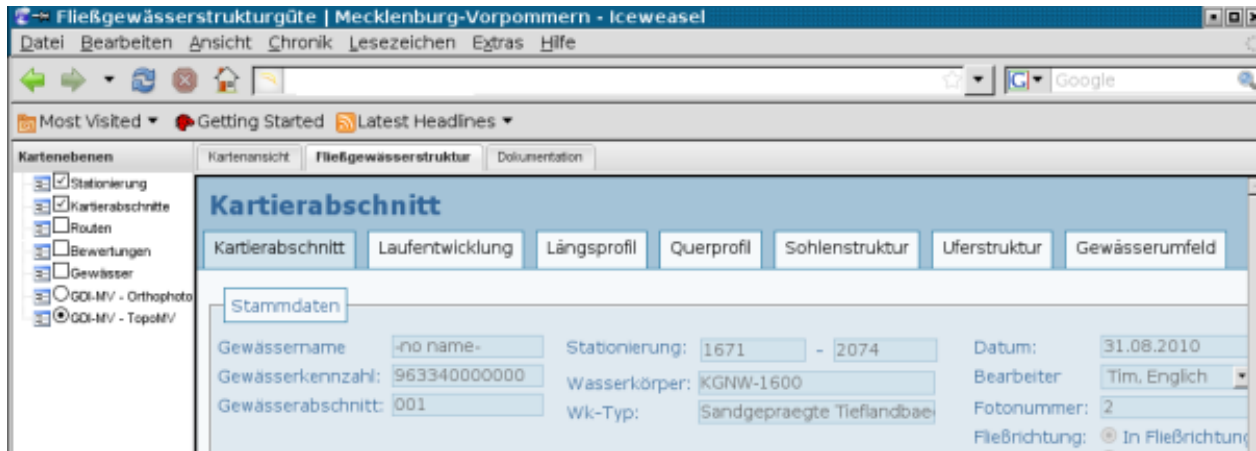 Fließgewässerstrukturgüte | Mecklenburg-Vorpommern - Iceweasel
Datei Bearbeiten Ansicht Chronik Lesezeichen Extras Hilfe
G Google
Most Visited Getting Started Latest Headlines
Kartenebenen
Stationierung
Kartierabschnitte
Routen
Bewertungen
Gewässer
GDI-MV - Orthophoto
GDI-MV - TopoMV
Kartenansicht Fließgewässerstruktur Dokumentation
Kartierabschnitt
Kartierabschnitt Laufentwicklung Längsprofil Querprofil Sohlenstruktur Uferstruktur Gewässerumfeld
Stammdaten
Gewässername -no name- Stationierung: 1671 - 2074 Datum: 31.08.2010
Gewässerkennzahl: 963340000000 Wasserkörper: KGNW-1600 Bearbeiter Tim, Englich
Gewässerabschnitt: 001 Wk-Typ: Sandgepraegte Tieflandbae Fotonummer: 2
Fließrichtung: In Fließrichtung